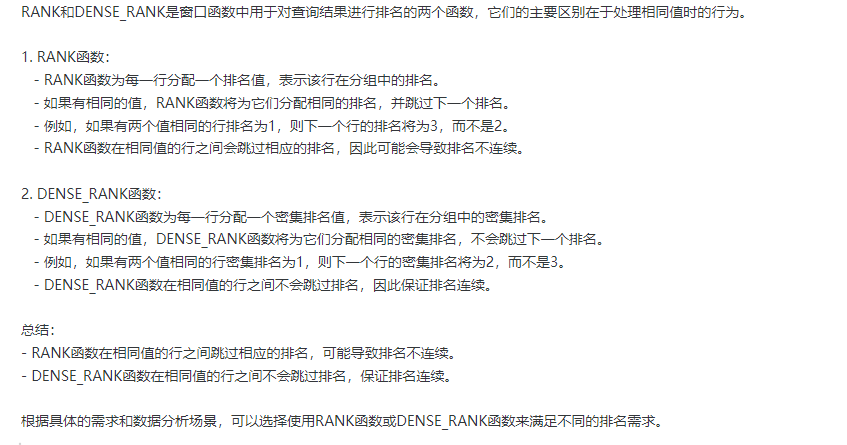 RANK和DENSE_RANK是窗口函数中用于对查询结果进行排名的两个函数，它们的主要区别在于处理相同值时的行为。
1. RANK函数：
- RANK函数为每一行分配一个排名值，表示该行在分组中的排名。
- 如果有相同的值，RANK函数将为它们分配相同的排名，并跳过下一个排名。
- 例如，如果有两个值相同的行排名为1，则下一个行的排名将为3，而不是2。
- RANK函数在相同值的行之间会跳过相应的排名，因此可能会导致排名不连续。
2. DENSE_RANK函数：
- DENSE_RANK函数为每一行分配一个密集排名值，表示该行在分组中的密集排名。
- 如果有相同的值，DENSE_RANK函数将为它们分配相同的密集排名，不会跳过下一个排名。
- 例如，如果有两个值相同的行密集排名为1，则下一个行的密集排名将为2，而不是3。
- DENSE_RANK函数在相同值的行之间不会跳过排名，因此保证排名连续。
总结：
- RANK函数在相同值的行之间跳过相应的排名，可能导致排名不连续。
- DENSE_RANK函数在相同值的行之间不会跳过排名，保证排名连续。
根据具体的需求和数据分析场景，可以选择使用RANK函数或DENSE_RANK函数来满足不同的排名需求。